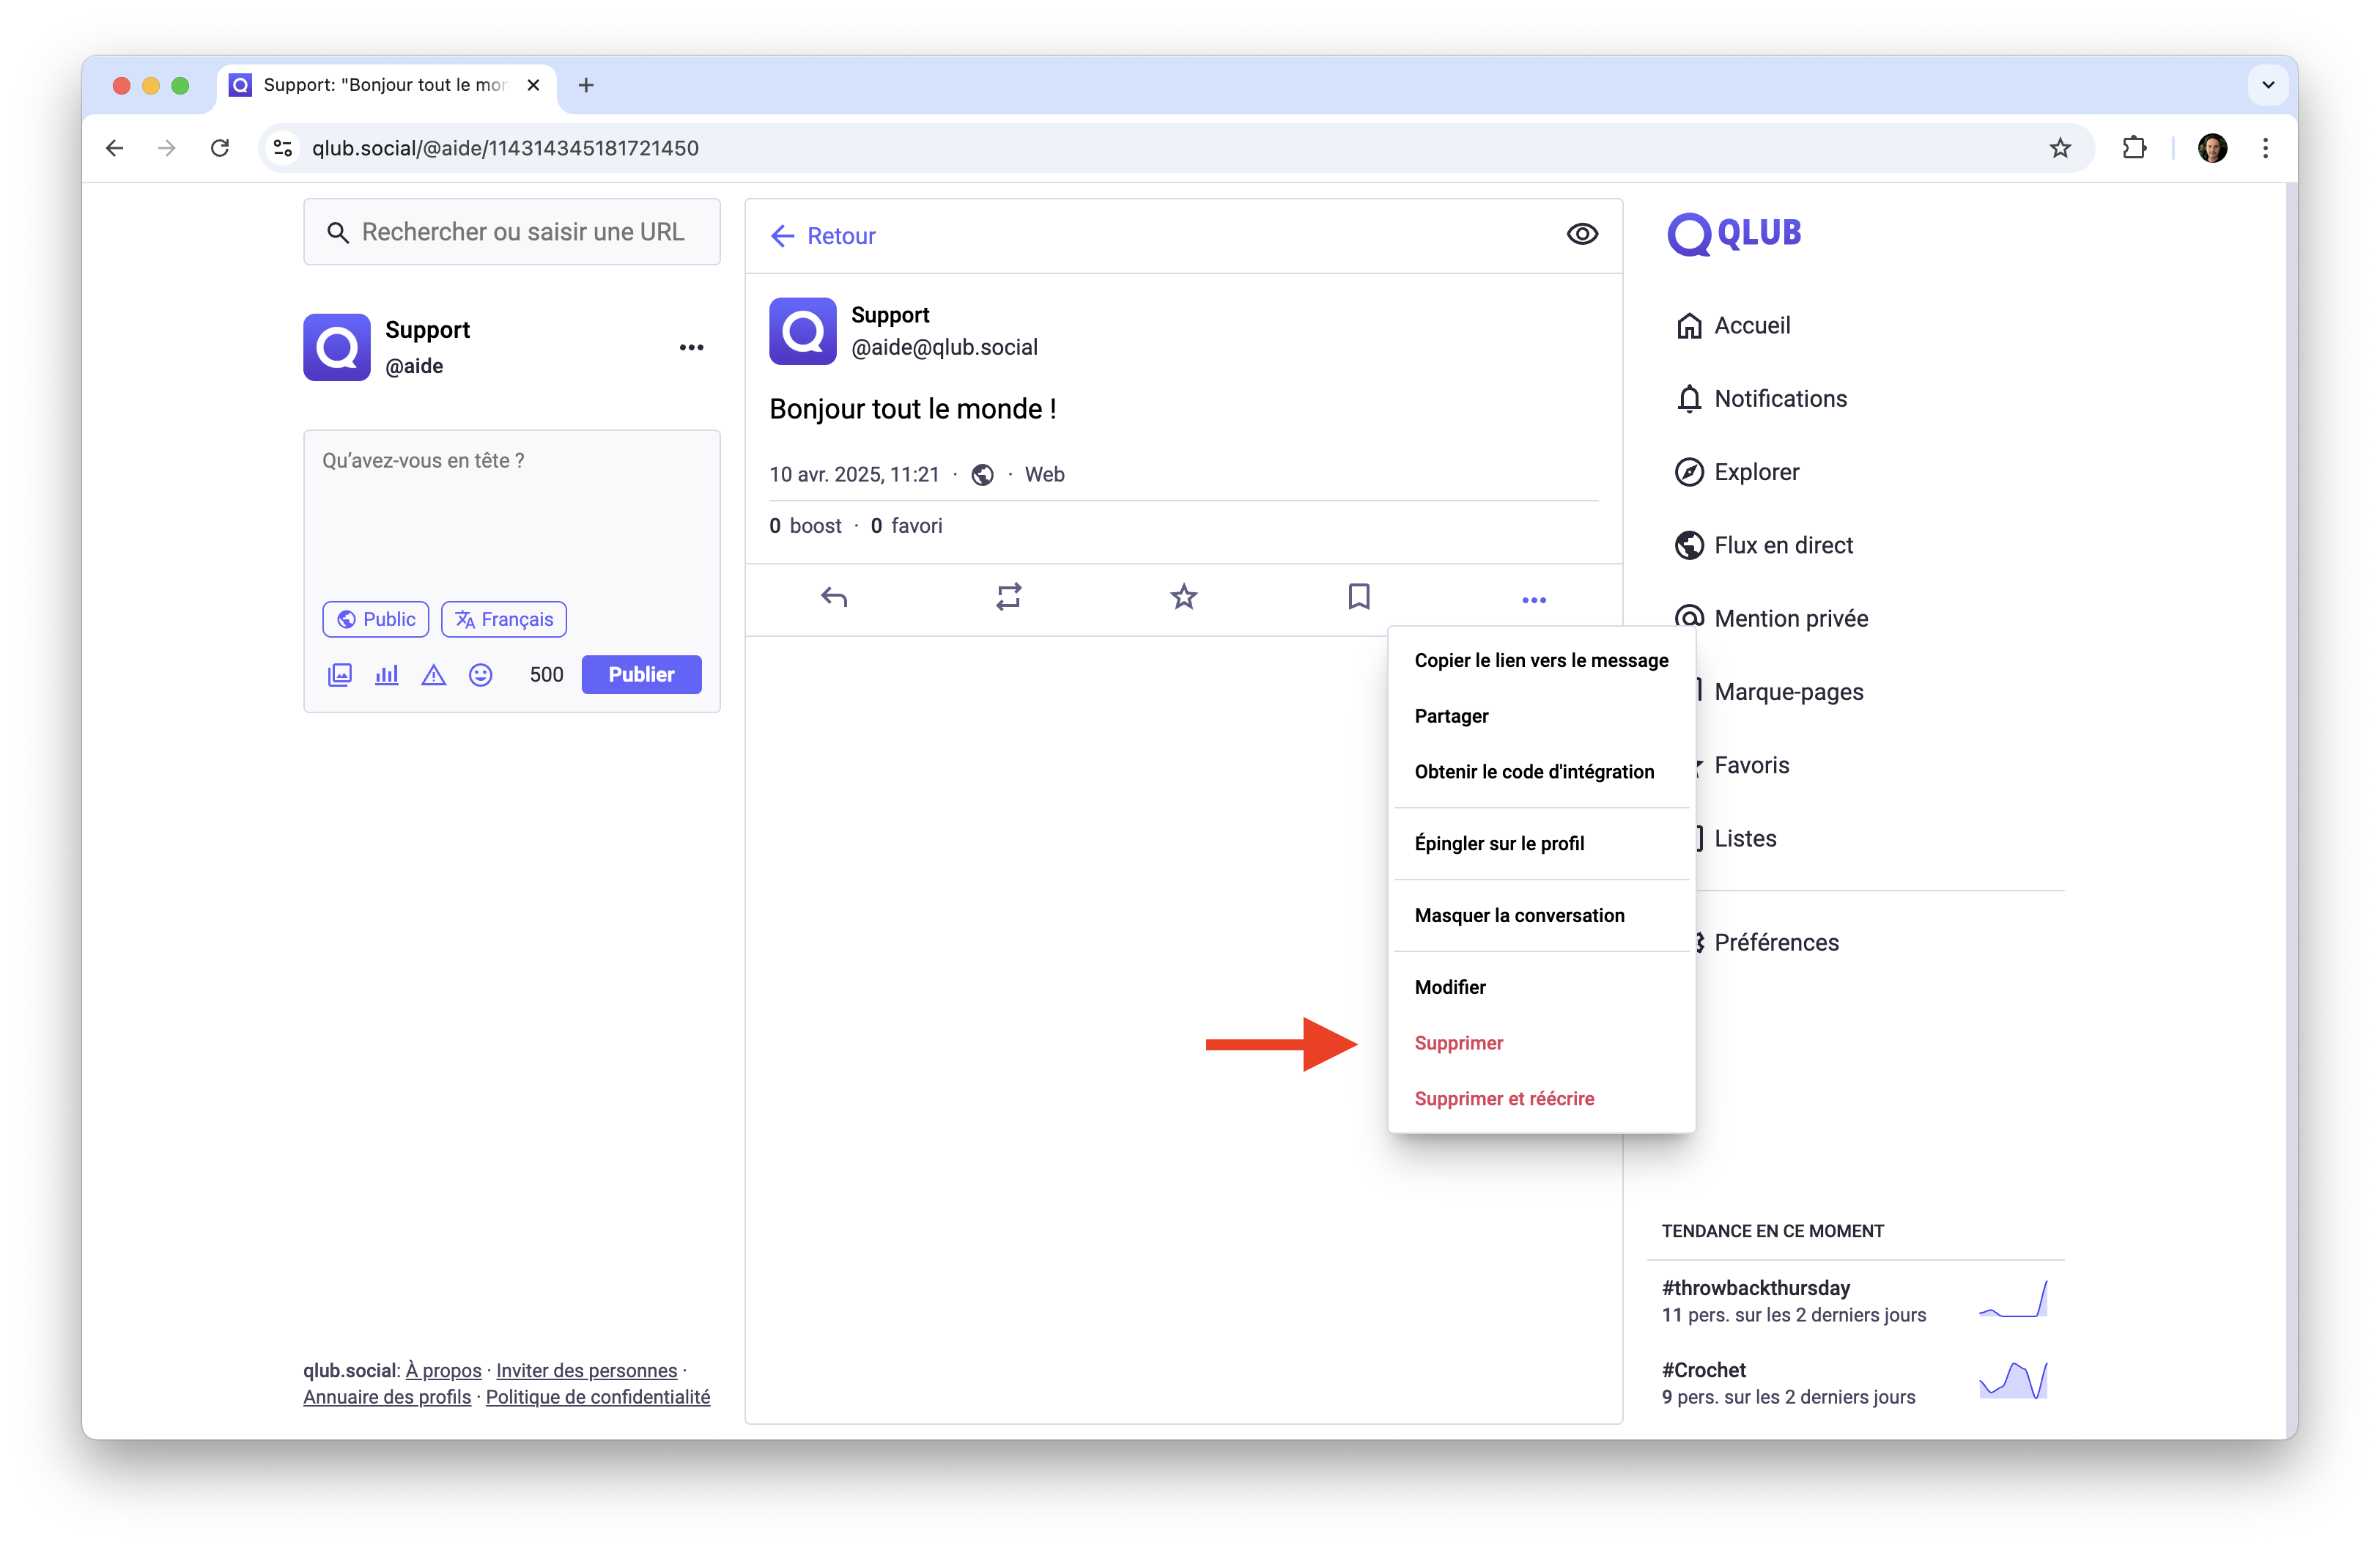 Support: "Bonjour tout le mor
qlub.social/@aide/114314345181721450
Rechercher ou saisir une URL
Support
@aide
Qu’avez-vous en tête ?
Public
Français
500
Publier
qlub.social: À propos · Inviter des personnes ·
Annuaire des profils · Politique de confidentialité
Retour
Support
@aide@qlub.social
Bonjour tout le monde !
10 avr. 2025, 11:21 · · Web
0 boost · 0 favori
Copier le lien vers le message
Partager
Obtenir le code d'intégration
Épingler sur le profil
Masquer la conversation
Modifier
Supprimer
Supprimer et réécrire
QLUB
Accueil
Notifications
Explorer
Flux en direct
Mention privée
Marque-pages
Favoris
Listes
Préférences
TENDANCE EN CE MOMENT
#throwbackthursday
11 pers. sur les 2 derniers jours
#Crochet
9 pers. sur les 2 derniers jours